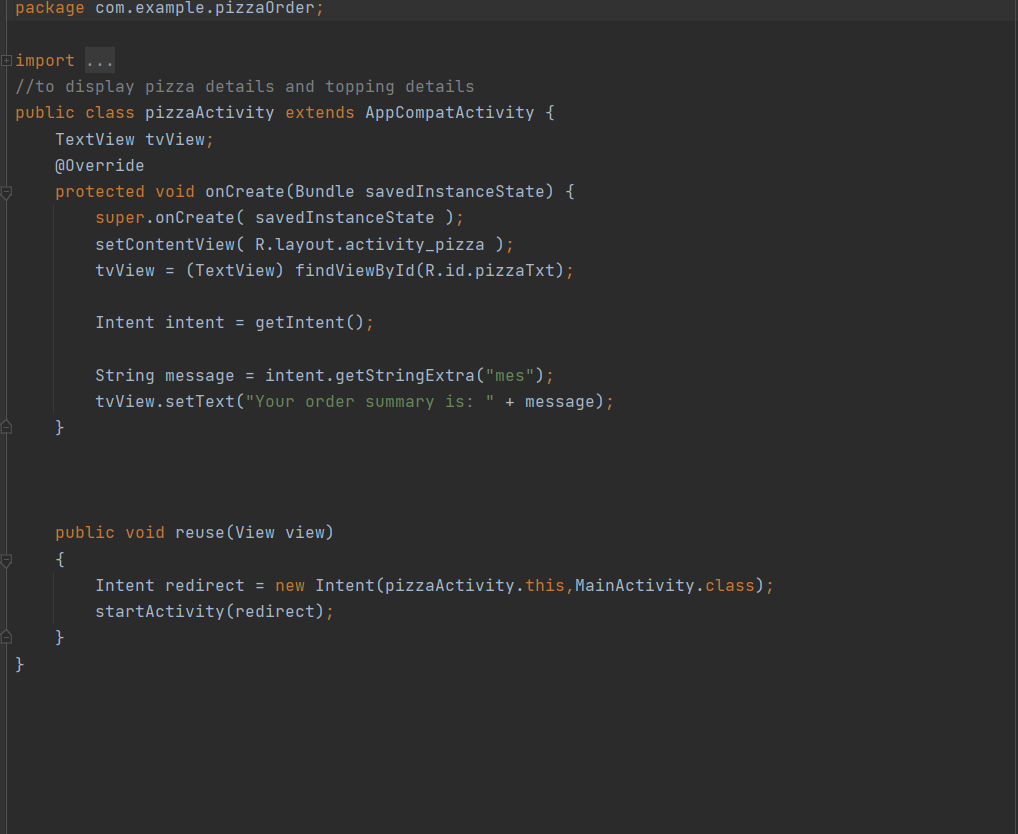 package com.example.pizzaOrder;
import ...
//to display pizza details and topping details
public class pizzaActivity extends AppCompatActivity {
    TextView tvView;
    @Override
    protected void onCreate(Bundle savedInstanceState) {
        super.onCreate( savedInstanceState );
        setContentView( R.layout.activity_pizza );
        tvView = (TextView) findViewById(R.id.pizzaTxt);
        Intent intent = getIntent();
        String message = intent.getStringExtra("mes");
        tvView.setText("Your order summary is: " + message);
    }
    public void reuse(View view)
    {
        Intent redirect = new Intent(pizzaActivity.this,MainActivity.class);
        startActivity(redirect);
    }
}